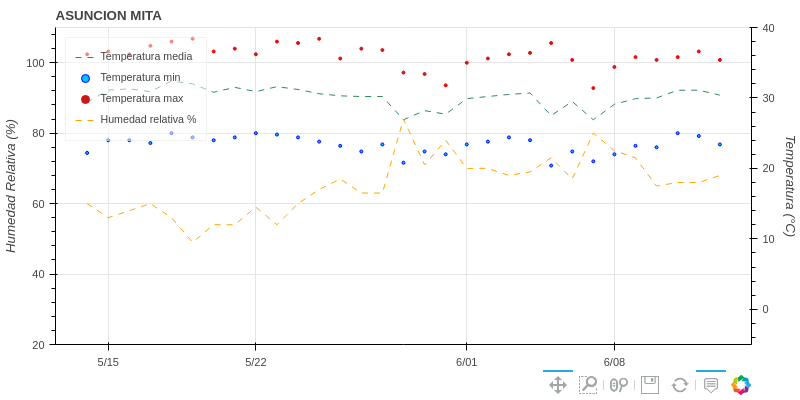 ASUNCION MITA
Temperatura media
Temperatura min
Temperatura max
Humedad relativa %
Humedad Relativa (%)
100
80
60
40
20
40
30
20
10
0
Temperatura (°C)
5/15
5/22
6/01
6/08